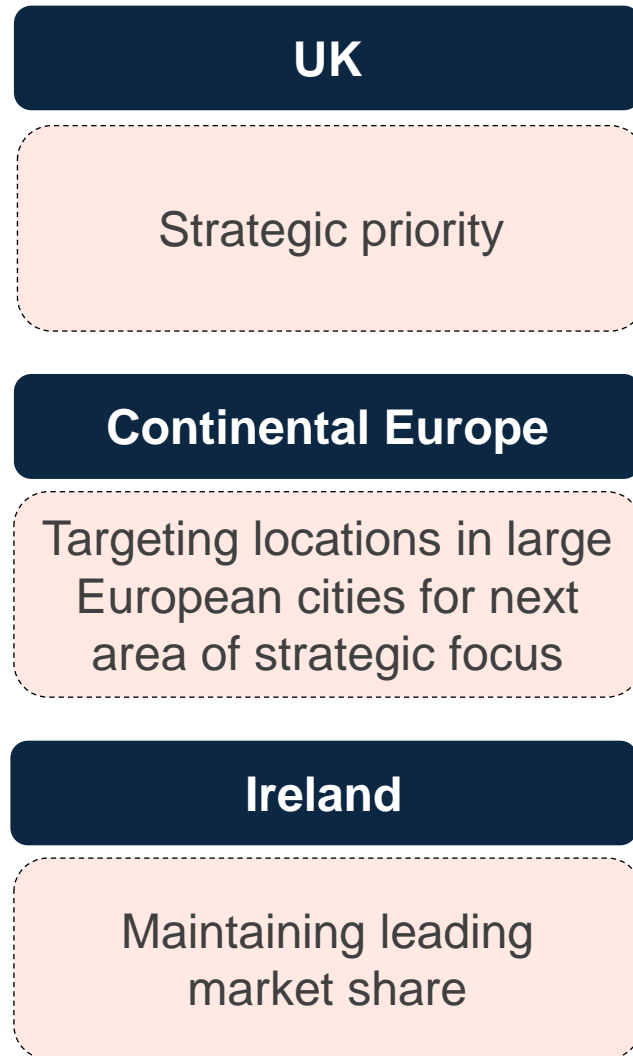 UK
Strategic priority
Continental Europe
Targeting locations in large
European cities for next
area of strategic focus
Ireland
Maintaining leading
market share